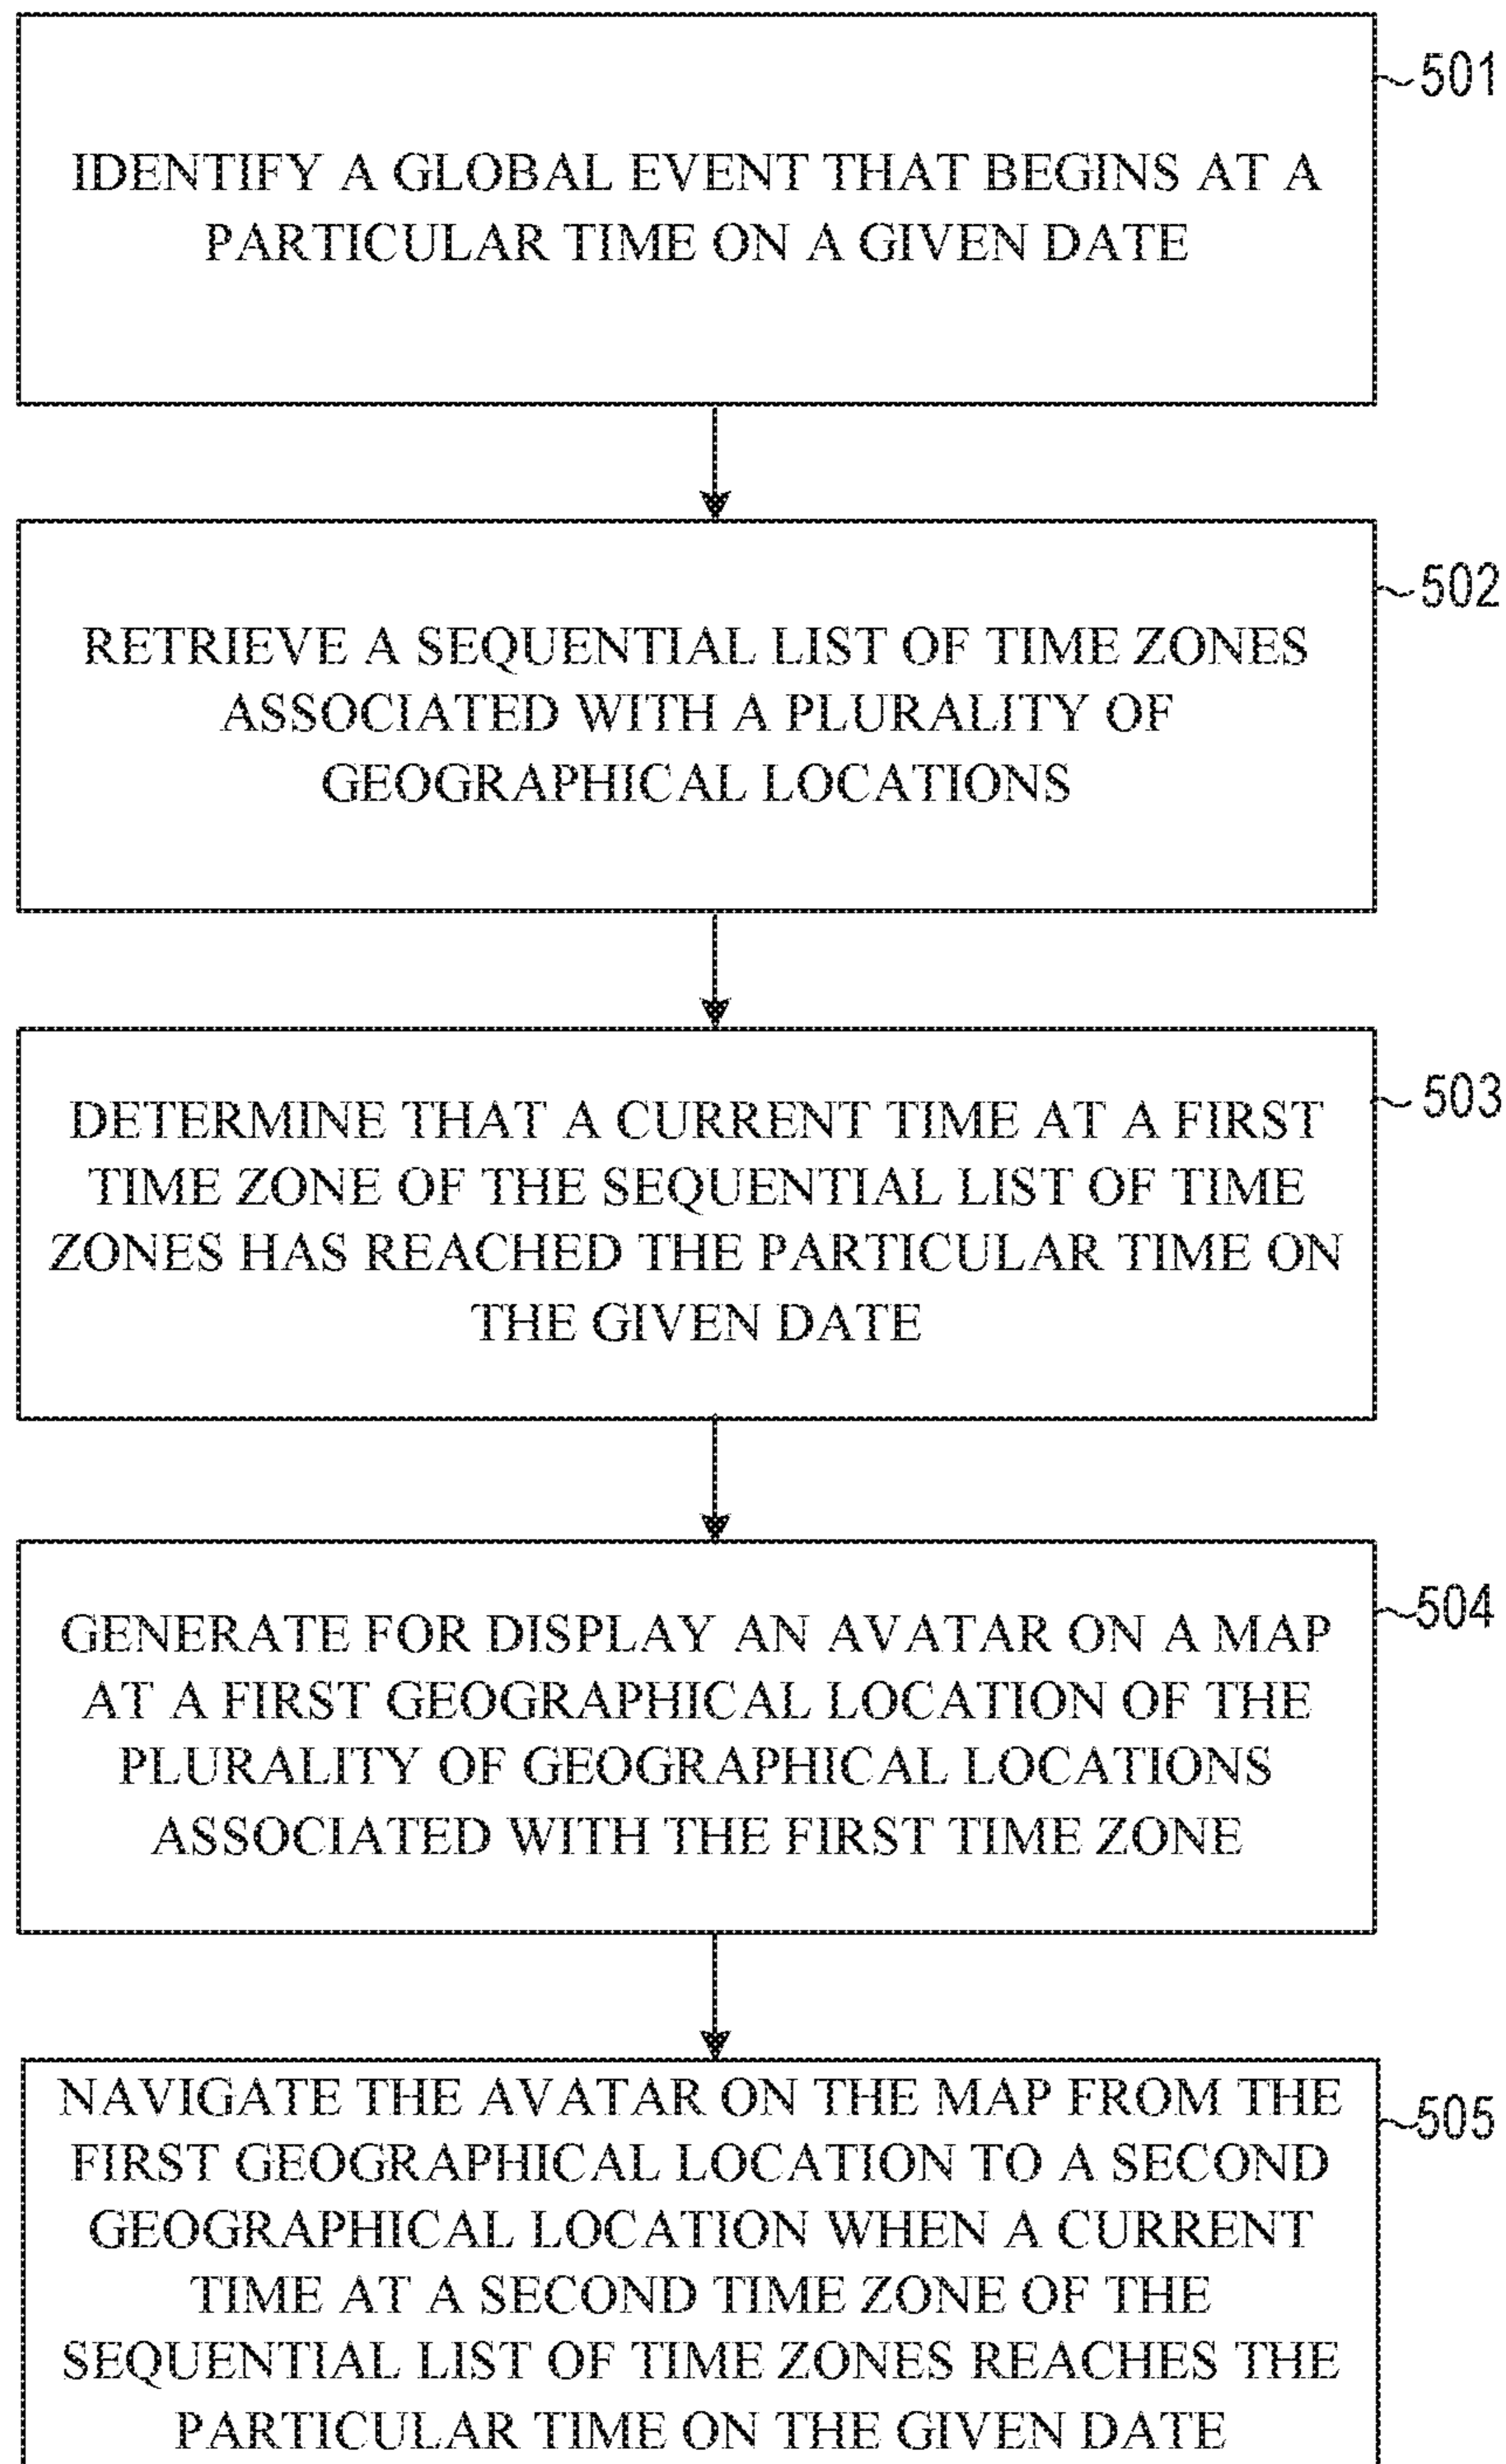 501
IDENTIFY A GLOBAL EVENT THAT BEGINS AT A
PARTICULAR TIME ON A GIVEN DATE
502
RETRIEVE A SEQUENTIAL LIST OF TIME ZONES
ASSOCIATED WITH A PLURALITY OF
GEOGRAPHICAL LOCATIONS
503
DETERMINE THAT A CURRENT TIME AT A FIRST
TIME ZONE OF THE SEQUENTIAL LIST OF TIME
ZONES HAS REACHED THE PARTICULAR TIME ON
THE GIVEN DATE
504
GENERATE FOR DISPLAY AN AVATAR ON A MAP
AT A FIRST GEOGRAPHICAL LOCATION OF THE
PLURALITY OF GEOGRAPHICAL LOCATIONS
ASSOCIATED WITH THE FIRST TIME ZONE
505
NAVIGATE THE AVATAR ON THE MAP FROM THE
FIRST GEOGRAPHICAL LOCATION TO A SECOND
GEOGRAPHICAL LOCATION WHEN A CURRENT
TIME AT A SECOND TIME ZONE OF THE
SEQUENTIAL LIST OF TIME ZONES REACHES THE
PARTICULAR TIME ON THE GIVEN DATE